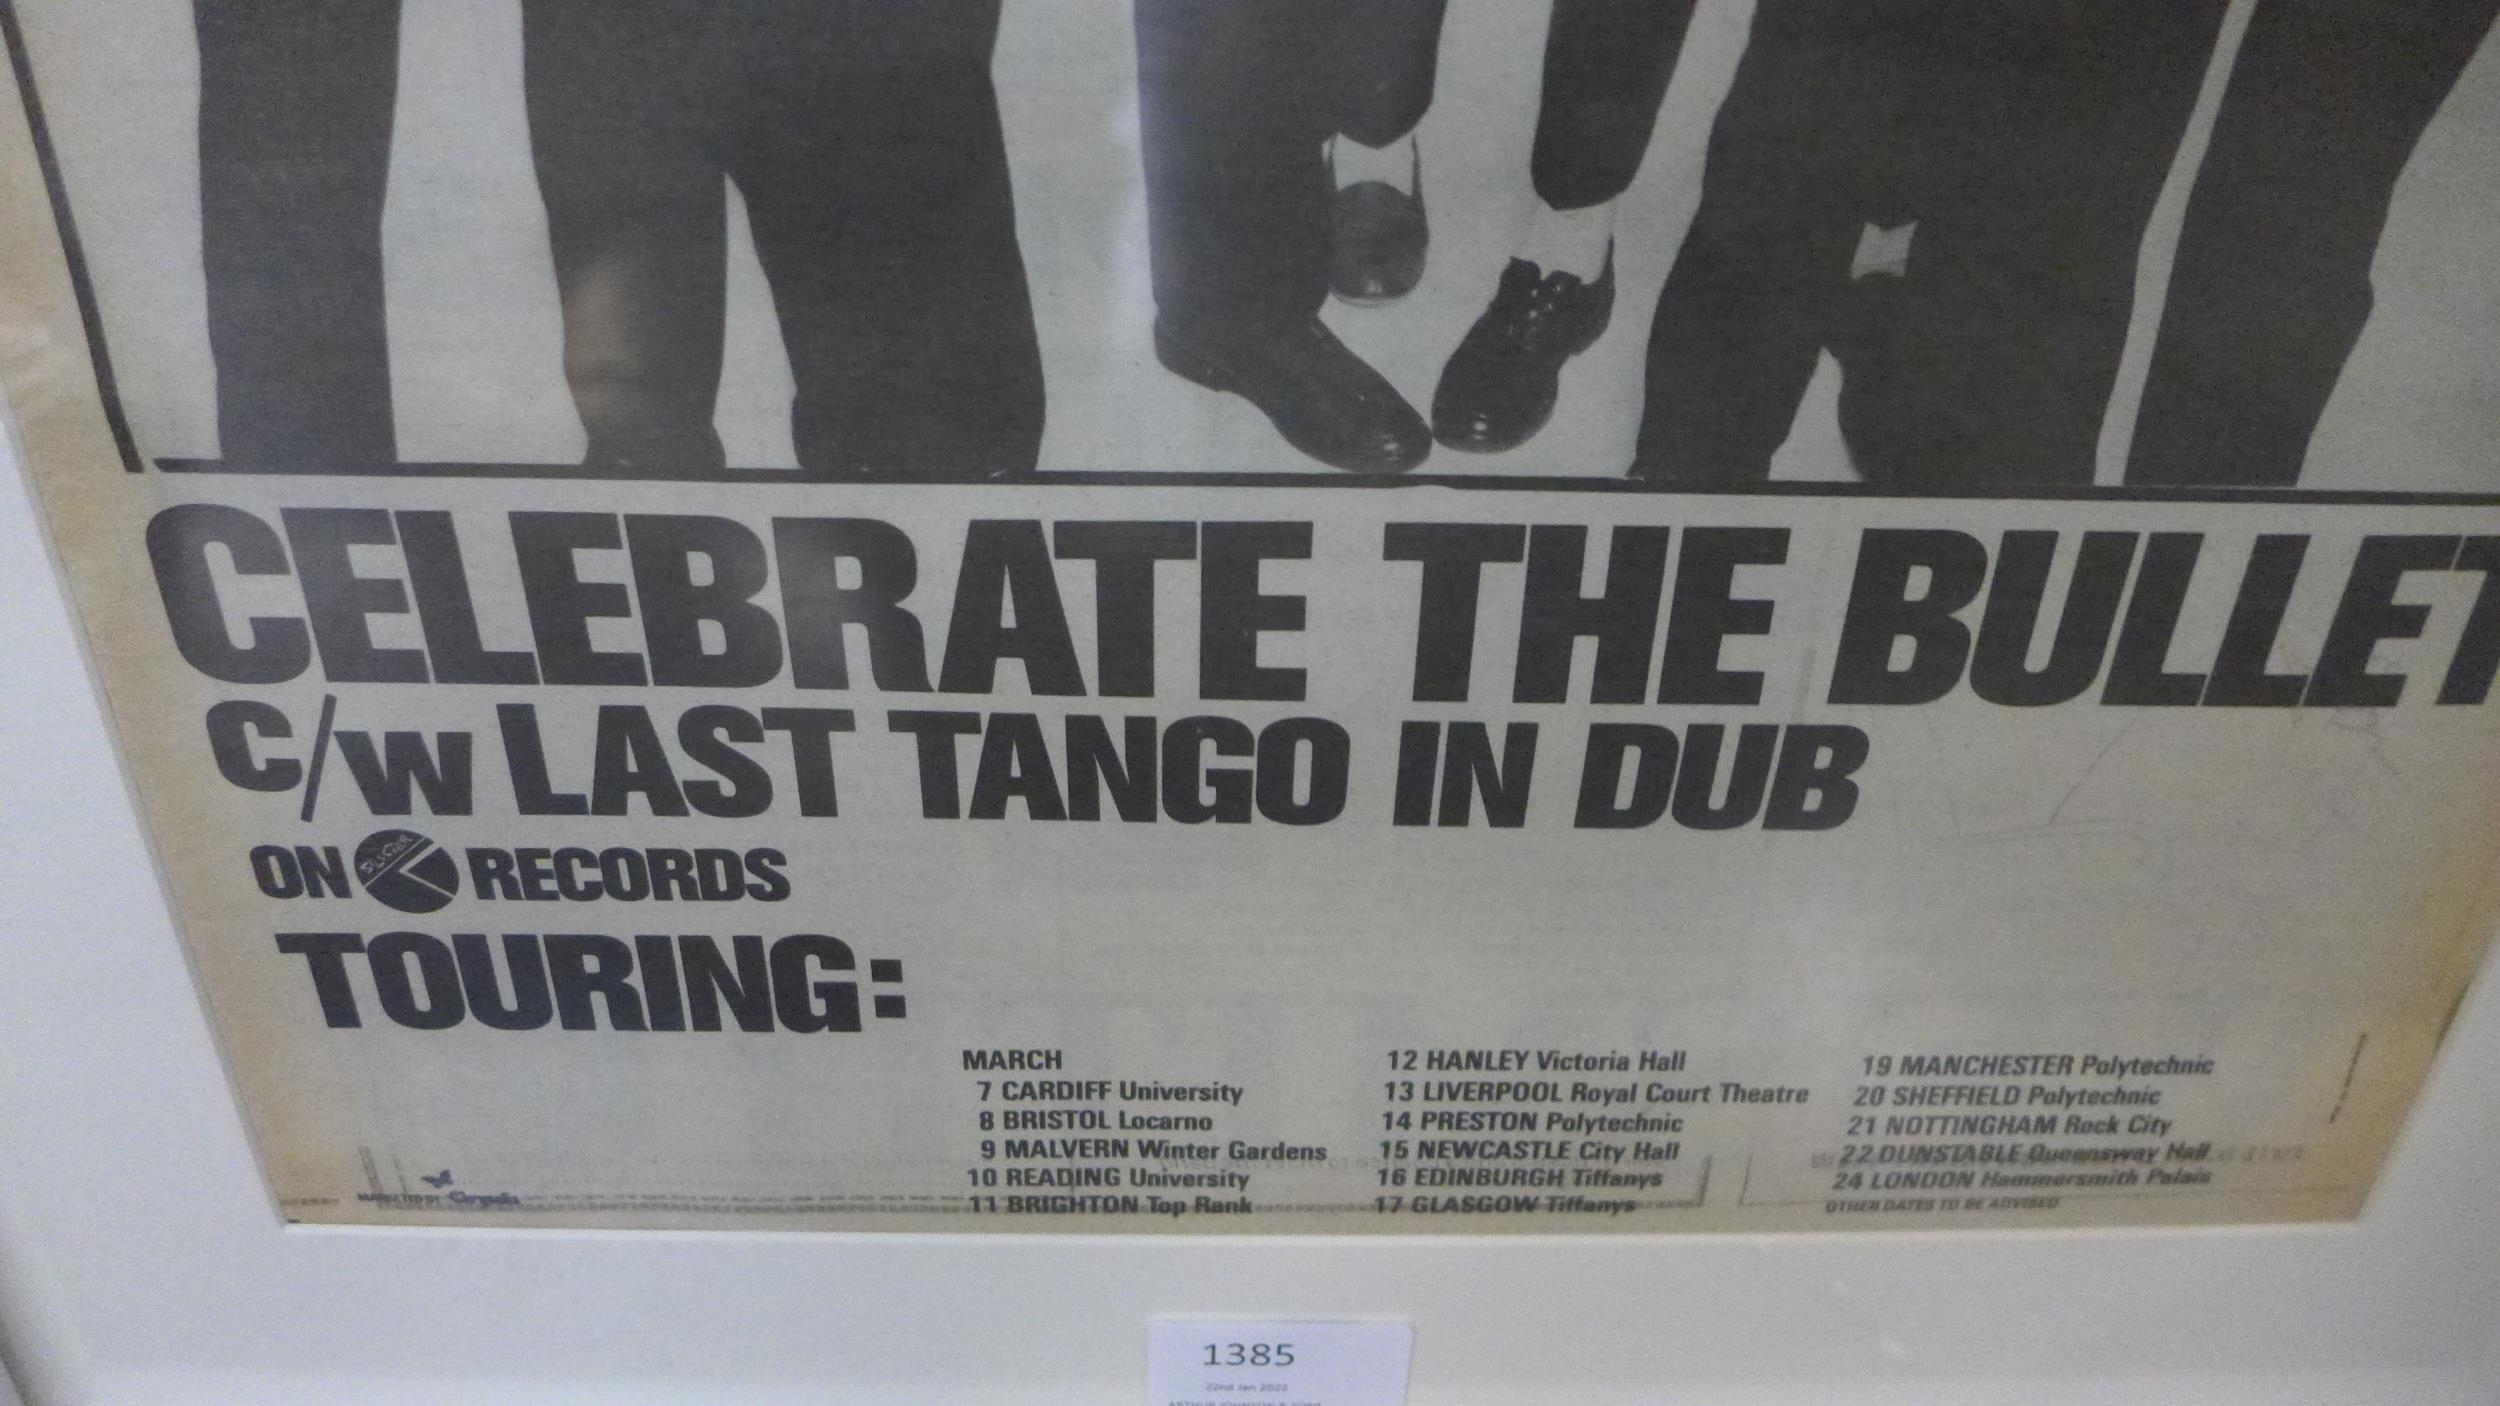 CELEBRATE THE BULLET
C/W LAST TANGO IN DUB
ON SELECTER RECORDS
TOURING:
MARCH
7 CARDIFF University
8 BRISTOL Locarno
9 MALVERN Winter Gardens
10 READING University
11 BRIGHTON Top Rank
12 HANLEY Victoria Hall
13 LIVERPOOL Royal Court Theatre
14 PRESTON Polytechnic
15 NEWCASTLE City Hall
16 EDINBURGH Tiffanys
17 GLASGOW Tiffanys
19 MANCHESTER Polytechnic
20 SHEFFIELD Polytechnic
21 NOTTINGHAM Rock City
22 DUNSTABLE Queensway Hall
24 LONDON Hammersmith Palais
OTHER DATES TO BE ADVISED
MARKETED BY Chrysalis
1385
22nd Jan 2022